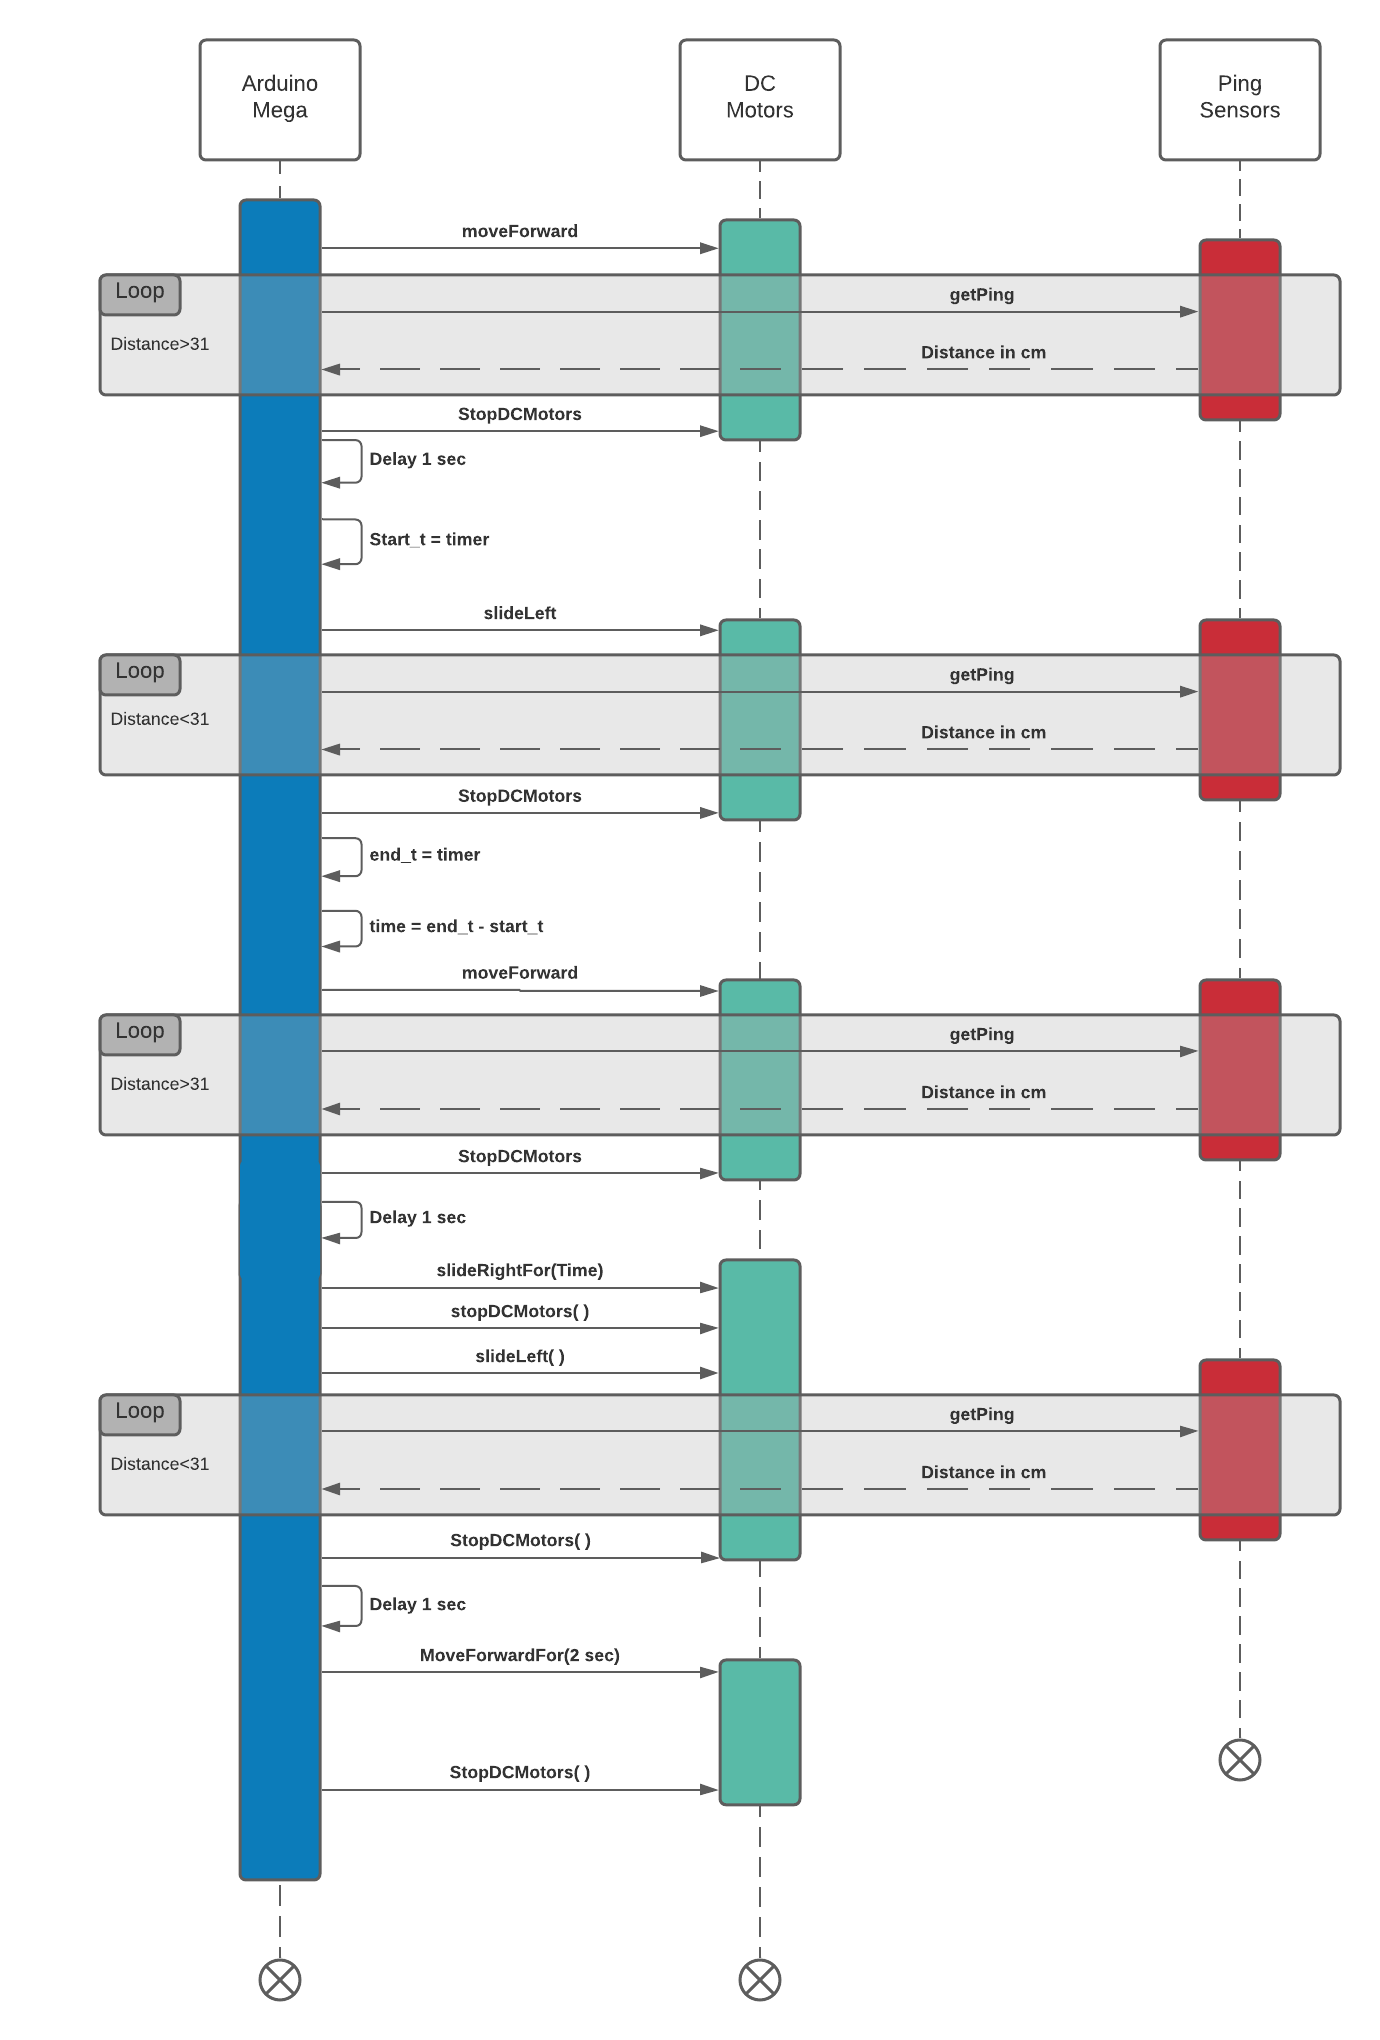 Arduino
Mega
DC
Motors
Ping
Sensors
moveForward
Loop
getPing
Distance>31
Distance in cm
StopDCMotors
Delay 1 sec
Start_t = timer
slideLeft
Loop
getPing
Distance<31
Distance in cm
StopDCMotors
end_t = timer
time = end_t - start_t
moveForward
Loop
getPing
Distance>31
Distance in cm
StopDCMotors
Delay 1 sec
slideRightFor(Time)
stopDCMotors( )
slideLeft( )
Loop
getPing
Distance<31
Distance in cm
StopDCMotors( )
Delay 1 sec
MoveForwardFor(2 sec)
StopDCMotors( )